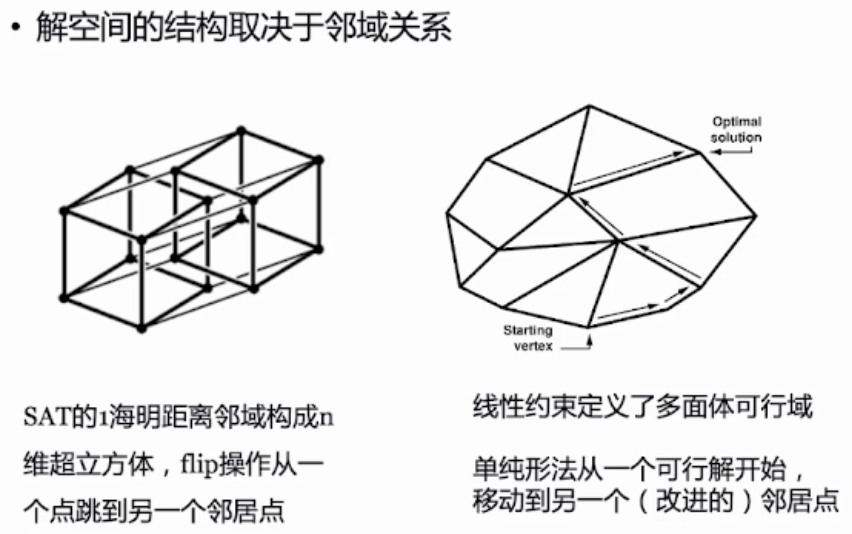 • 解空间的结构取决于邻域关系
Optimal
solution
Starting
vertex
SAT的1海明距离邻域构成n
维超立方体，flip操作从一
个点跳到另一个邻居点
线性约束定义了多面体可行域
单纯形法从一个可行解开始，
移动到另一个（改进的）邻居点